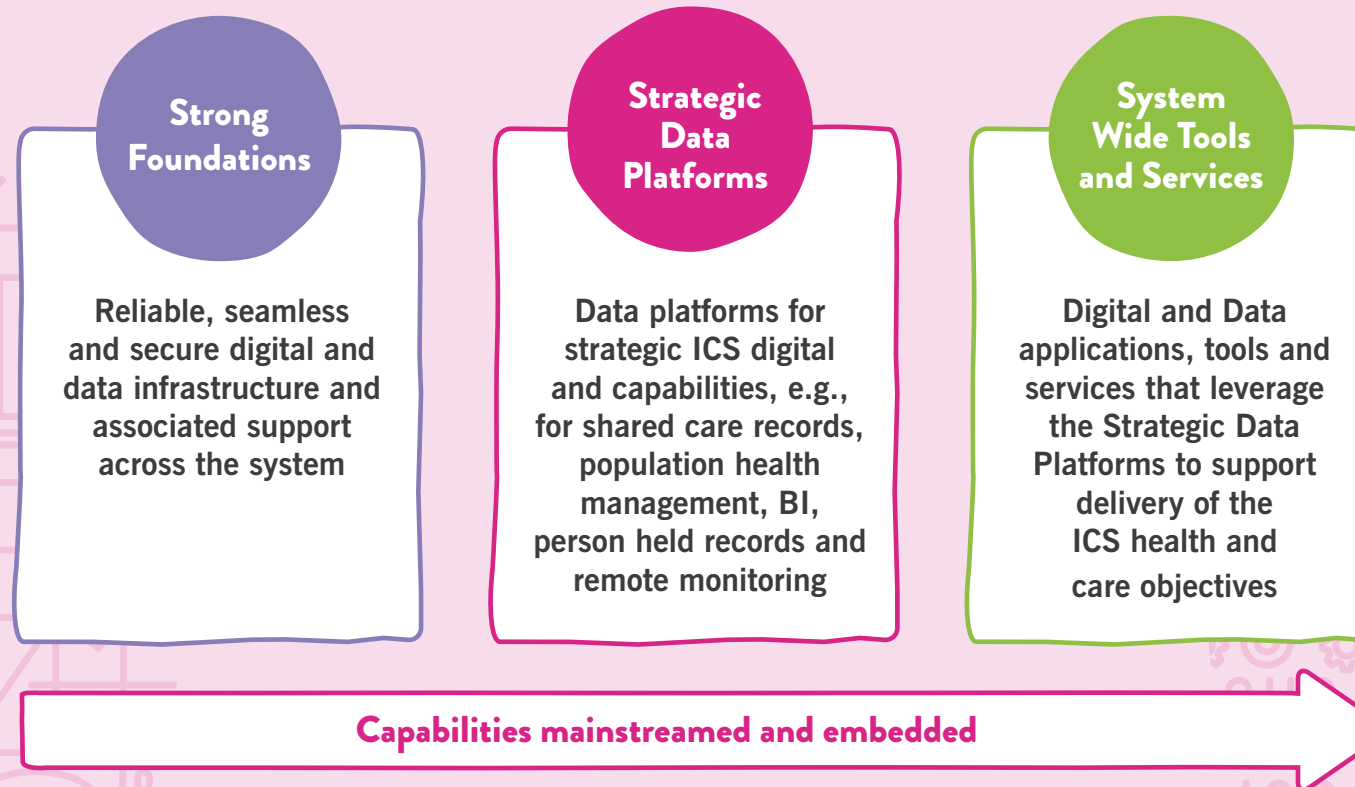 Strong
Foundations
Reliable, seamless
and secure digital and
data infrastructure and
associated support
across the system
Strategic
Data
Platforms
Data platforms for
strategic ICS digital
and capabilities, e.g.,
for shared care records,
population health
management, BI,
person held records and
remote monitoring
System
Wide Tools
and Services
Digital and Data
applications, tools and
services that leverage
the Strategic Data
Platforms to support
delivery of the
ICS health and
care objectives
Capabilities mainstreamed and embedded